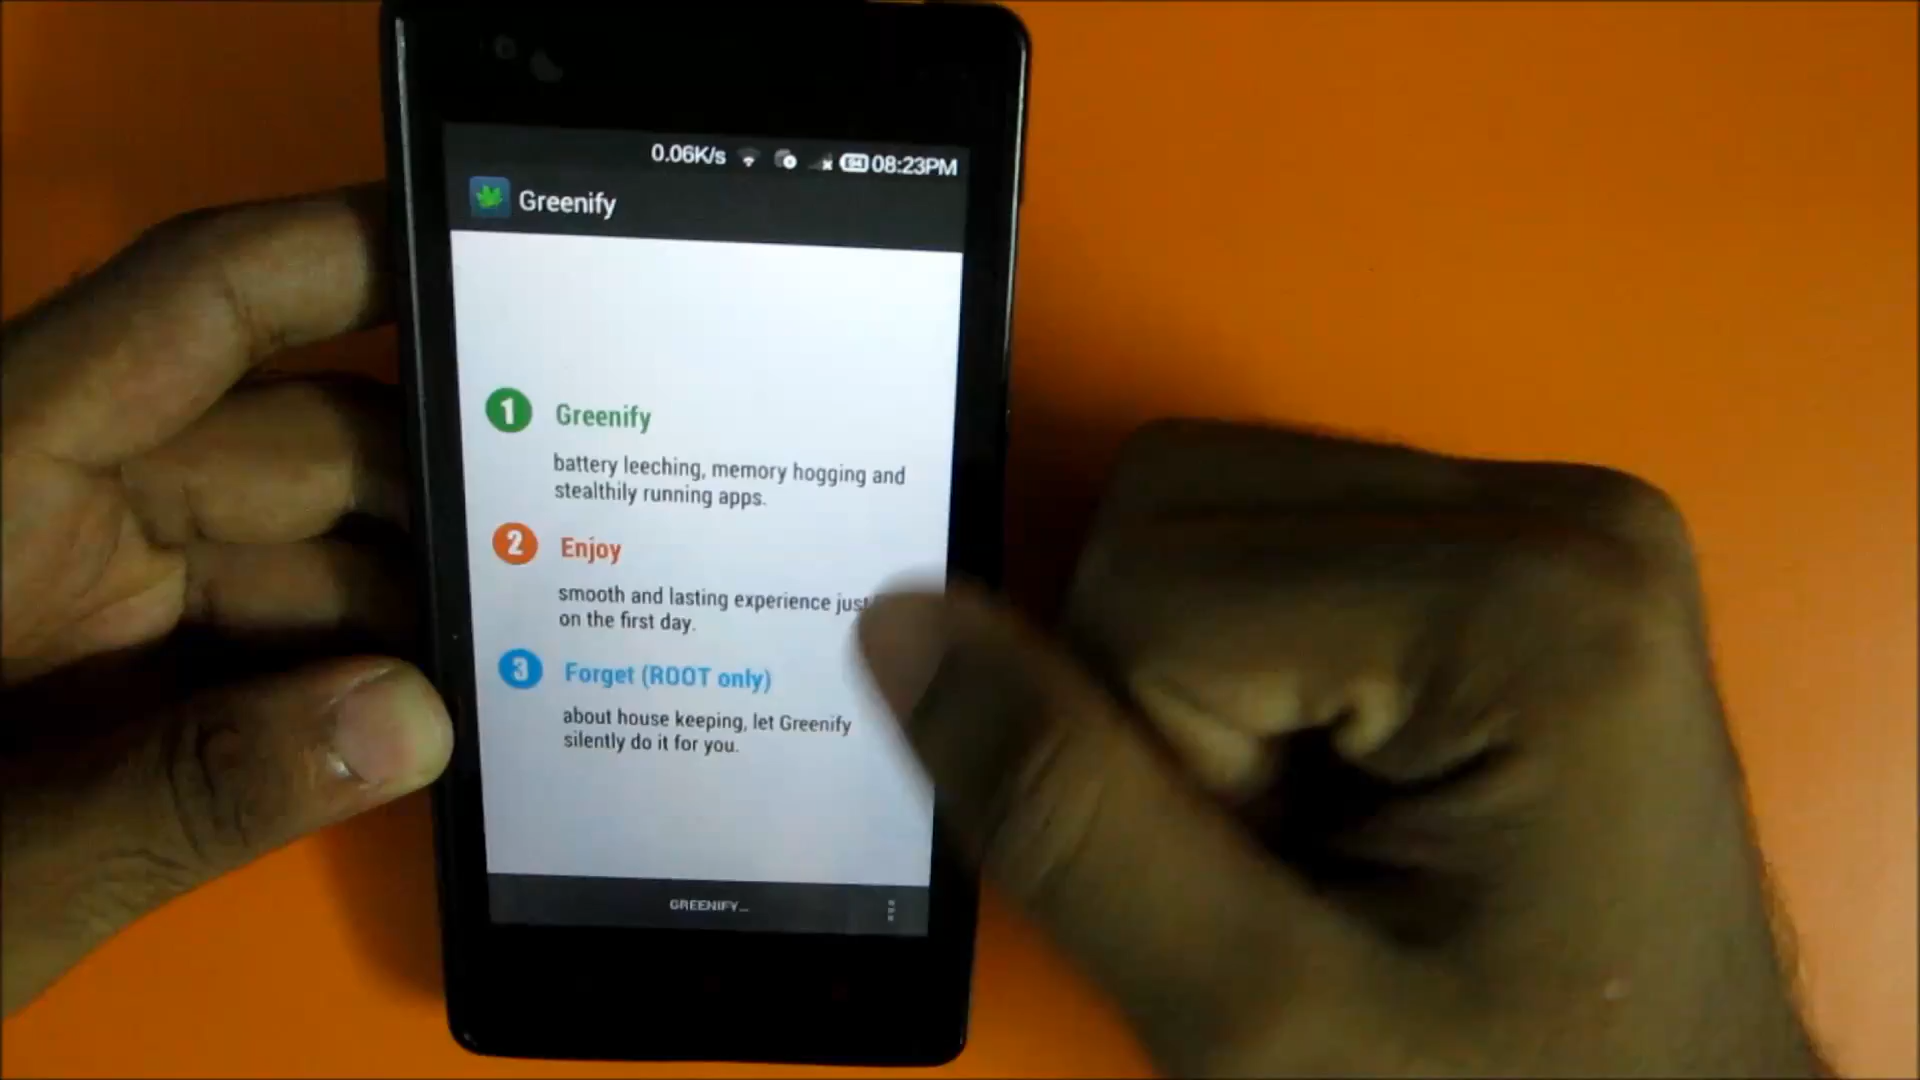 0.06K/s 08:23PM
Greenify
1 Greenify
battery leeching, memory hogging and
stealthily running apps.
2 Enjoy
smooth and lasting experience just
on the first day.
3 Forget (ROOT only)
about house keeping, let Greenify
silently do it for you.
GREENIFY...